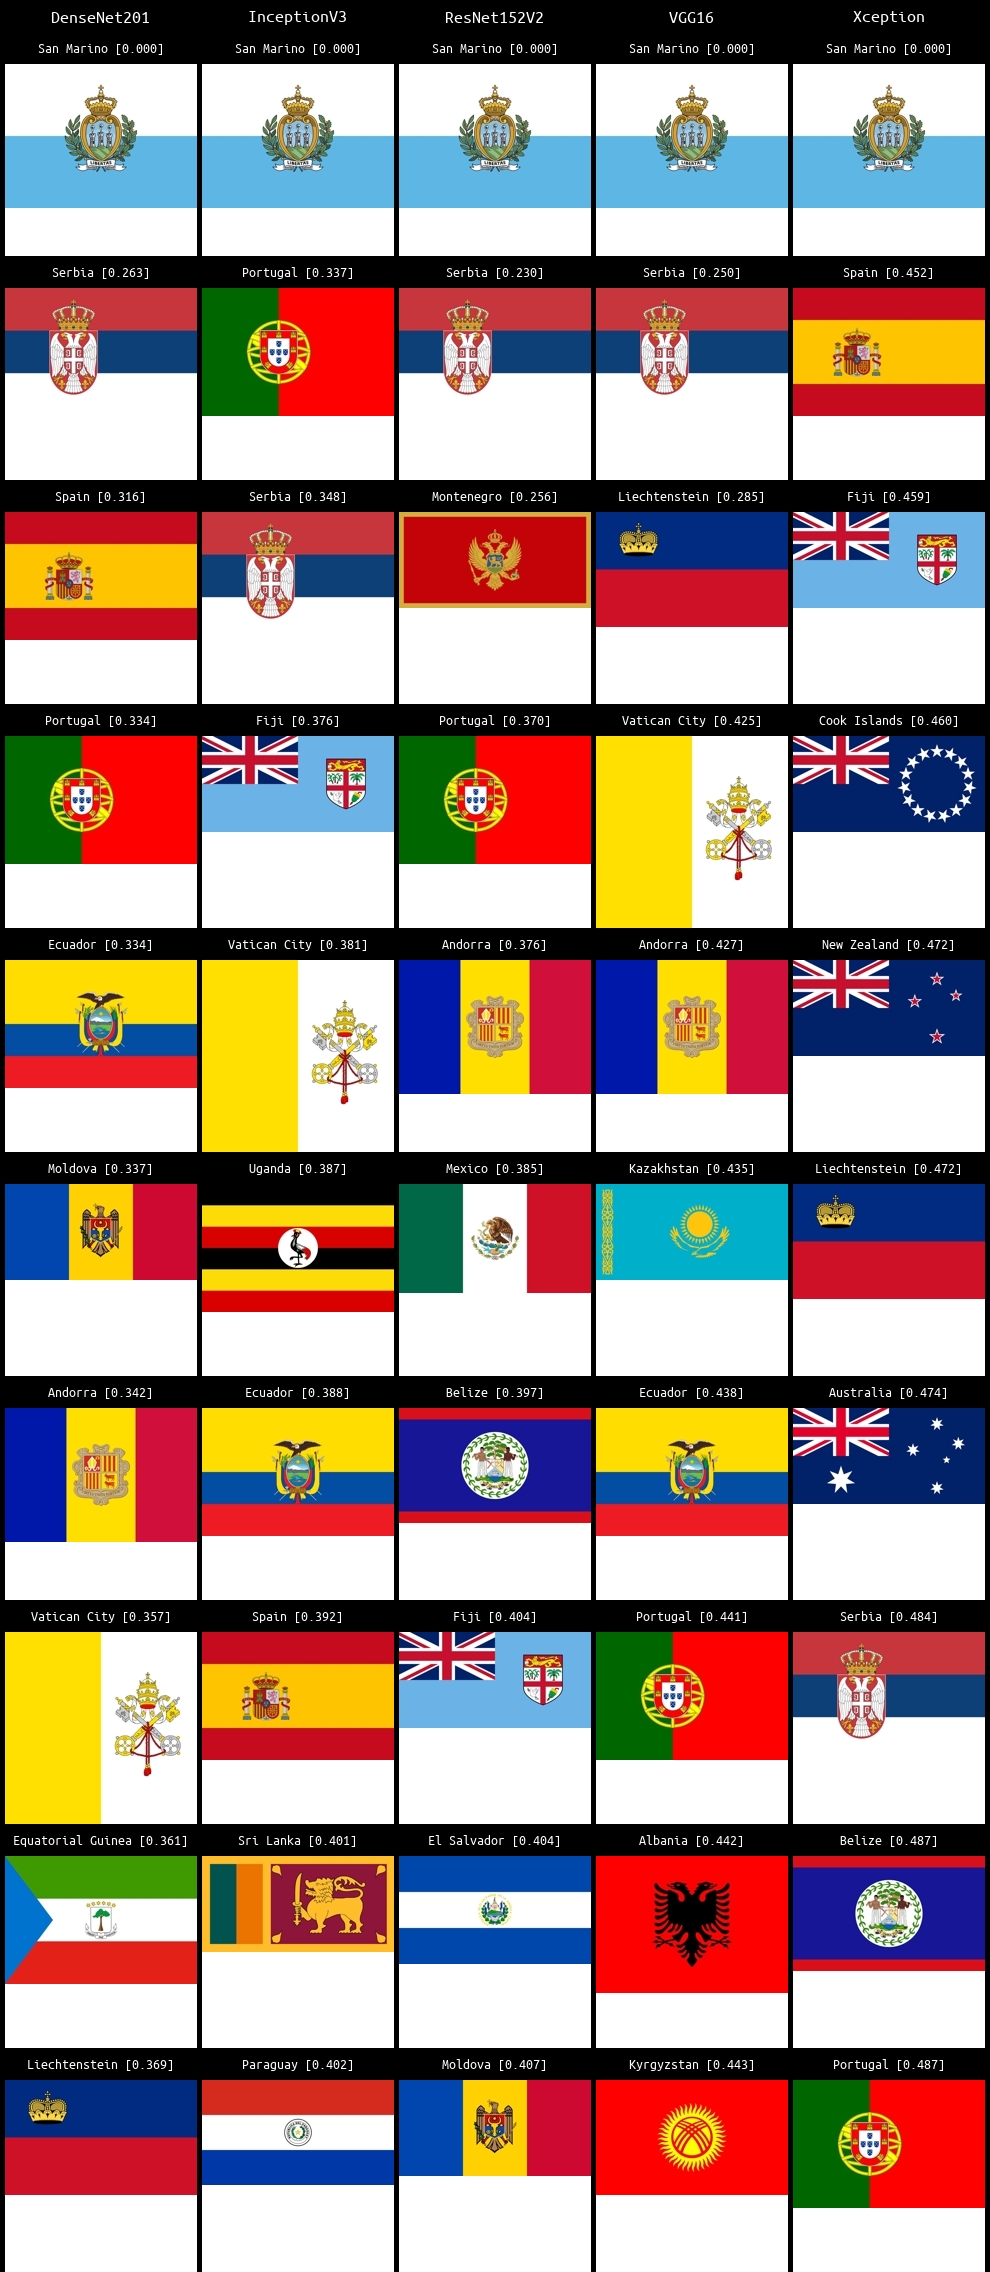 DenseNet201 InceptionV3 ResNet152V2 VGG16 Xception
San Marino [0.000] San Marino [0.000] San Marino [0.000] San Marino [0.000] San Marino [0.000]
LIBERTAS LIBERTAS LIBERTAS LIBERTAS LIBERTAS
Serbia [0.263] Portugal [0.337] Serbia [0.230] Serbia [0.250] Spain [0.452]
Spain [0.316] Serbia [0.348] Montenegro [0.256] Liechtenstein [0.285] Fiji [0.459]
Portugal [0.334] Fiji [0.376] Portugal [0.370] Vatican City [0.425] Cook Islands [0.460]
Ecuador [0.334] Vatican City [0.381] Andorra [0.376] Andorra [0.427] New Zealand [0.472]
Moldova [0.337] Uganda [0.387] Mexico [0.385] Kazakhstan [0.435] Liechtenstein [0.472]
Andorra [0.342] Ecuador [0.388] Belize [0.397] Ecuador [0.438] Australia [0.474]
Vatican City [0.357] Spain [0.392] Fiji [0.404] Portugal [0.441] Serbia [0.484]
Equatorial Guinea [0.361] Sri Lanka [0.401] El Salvador [0.404] Albania [0.442] Belize [0.487]
Liechtenstein [0.369] Paraguay [0.402] Moldova [0.407] Kyrgyzstan [0.443] Portugal [0.487]